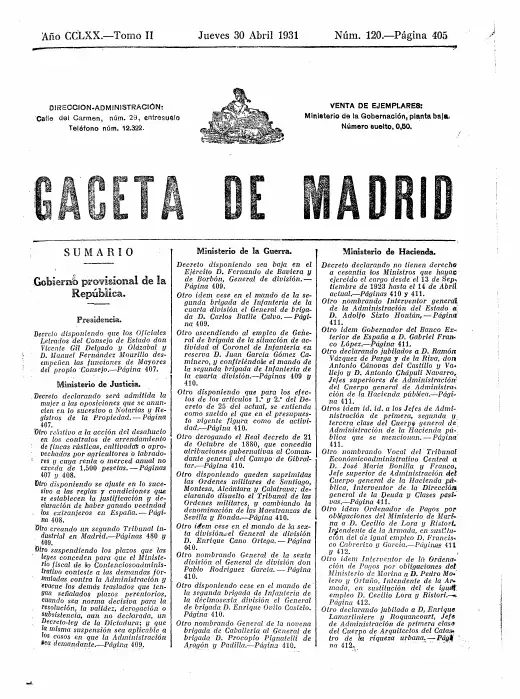 Año CCLXX.—Tomo II
Jueves 30 Abril 1931
Núm. 120.—Página 405
DIRECCION-ADMINISTRACIÓN:
Calle del Carmen, núm. 29, entresuelo
Teléfono núm. 12.322.
VENTA DE EJEMPLARES:
Ministerio de la Gobernación, planta baja.
Número suelto, 0,50.
GACETA DE MADRID
SUMARIO
Gobierno provisional de la
República.
Presidencia.
Decreto disponiendo que los Oficiales
Letrados del Consejo de Estado don
Vicente Gil Delgado y Olazábal y
D. Manuel Fernández Mourillo des-
empeñen las funciones de Mayores
del propio Consejo.—Página 407.
Ministerio de Justicia.
Decreto declarando será admitida la
mujer a las oposiciones que se anun-
cien en lo sucesivo a Notarías y Re-
gistros de la Propiedad. — Página
407.
Otro relativo a la acción del desahucio
en los contratos de arrendamiento
de fincas rústicas, cultivadas o apro-
vechadas por agricultores o labrado-
res y cuya renta o merced anual no
exceda de 1.500 pesetas. — Páginas
407 y 408.
Otro disponiendo se ajuste en lo suce-
sivo a las reglas y condiciones que
se establecen la justificación y de-
claración de haber ganado vecindad
los extranjeros en España. — Pági-
na 408.
Otro creando un segundo Tribunal in-
dustrial en Madrid.—Páginas 480 y
409.
Otro suspendiendo los plazos que las
leyes conceden para que el Ministe-
rio fiscal de lo Contenciosoadminis-
trativo conteste a las demandas for-
muladas contra la Administración y
evacue los demás traslados que ten-
gan señalados plazos perentorios,
cuando sea norma decisiva para la
resolución, la validez, derogación o
subsistencia, aun no declarada, un
Decreto-ley de la Dictadura; y que
la misma suspensión sea aplicable a
los casos en que la Administración
sea demandante.—Página 409.
Ministerio de la Guerra.
Decreto disponiendo sea baja en el
Ejército D. Fernando de Baviera y
de Borbón, General de división.—
Página 409.
Otro idem cese en el mando de la se-
gunda brigada de Infantería de la
cuarta división el General de briga-
da D. Carlos Bailé Calvo. — Pági-
na 409.
Otro ascendiendo al empleo de Gene-
ral de brigada de la situación de ac-
tividad al Coronel de Infantería en
reserva D. Juan García Gómez Ca-
minero, y confiriéndole el mando de
la segunda brigada de Infantería de
la cuarta división.—Páginas 409 y
410.
Otro disponiendo que para los efec-
tos de los artículos 1.º y 2.º del De-
creto de 25 del actual, se entienda
como sueldo el que en el presupues-
to vigente figura como de activi-
dad.—Página 410.
Otro derogando el Real decreto de 21
de Octubre de 1880, que concedía
atribuciones gubernativas al Coman-
dante general del Campo de Gibral-
tar.—Página 410.
Otro disponiendo queden suprimidas
las Ordenes militares de Santiago,
Montesa, Alcántara y Calatrava; de-
clarando disuelto el Tribunal de las
Ordenes militares, y cambiando la
denominación de las Maestranzas de
Sevilla y Ronda.—Página 410.
Otro idem cese en el mando de la sex-
ta división el General de división
D. Enrique Cano Ortega. — Página
410.
Otro nombrando General de la sexta
división al General de división don
Pablo Rodríguez García. — Página
410.
Otro disponiendo cese en el mando de
la segunda brigada de Infantería de
la décimosexta división el General
de brigada D. Enrique Ovilo Castelo.
Página 410.
Otro nombrando General de la novena
brigada de Caballería al General de
brigada D. Procopio Pignatelli de
Aragón y Padilla.—Página 410.
Ministerio de Hacienda.
Decreto declarando no tienen derecho
a cesantía los Ministros que hayan
ejercido el cargo desde el 13 de Sep-
tiembre de 1923 hasta el 14 de Abril
actual.—Páginas 410 y 411.
Otro nombrando Interventor general
de la Administración del Estado a
D. Adolfo Sixto Hontán, — Página
411.
Otro idem Gobernador del Banco Ex-
terior de España a D. Gabriel Fran-
co López.—Página 411.
Otro declarando jubilados a D. Ramón
Vázquez de Parga y de la Riva, don
Antonio Cánovas del Castillo y Va-
llejo y D. Antonio Chápuli Navarro,
Jefes superiores de Administración
del Cuerpo general de Administra-
ción de la Hacienda pública.—Pági-
na 411.
Otros idem id. id. a los Jefes de Admi-
nistración de primera, segunda y
tercera clase del Cuerpo general de
Administración de la Hacienda pú-
blica que se mencionan. — Página
411.
Otro nombrando Vocal del Tribunal
Económicoadministrativo Central a
D. José María Bonilla y Franco,
Jefe superior de Administración del
Cuerpo general de la Hacienda pú-
blica, Interventor de la Dirección
general de la Deuda y Clases pasi-
vas.—Página 411.
Otro idem Ordenador de Pagos por
obligaciones del Ministerio de Mari-
na a D. Cecilio de Lora y Ristori,
Intendente de la Armada, en sustitu-
ción del de igual empleo D. Francis-
co Cabrerizo y García.—Páginas 411
y 412.
Otro idem Interventor de la Ordena-
ción de Pagos por obligaciones del
Ministerio de Marina a D. Pedro Mo-
lero y Ortuño, Intendente de la Ar-
mada, en sustitución del de igual
empleo D. Cecilio Lora y Ristori.—
Página 412.
Otro declarando jubilado a D. Enrique
Lamartiniere y Roquancourt, Jefe
de Administración de primera clase
del Cuerpo de Arquitectos del Catas-
tro de la riqueza urbana.—Pági-
na 412.